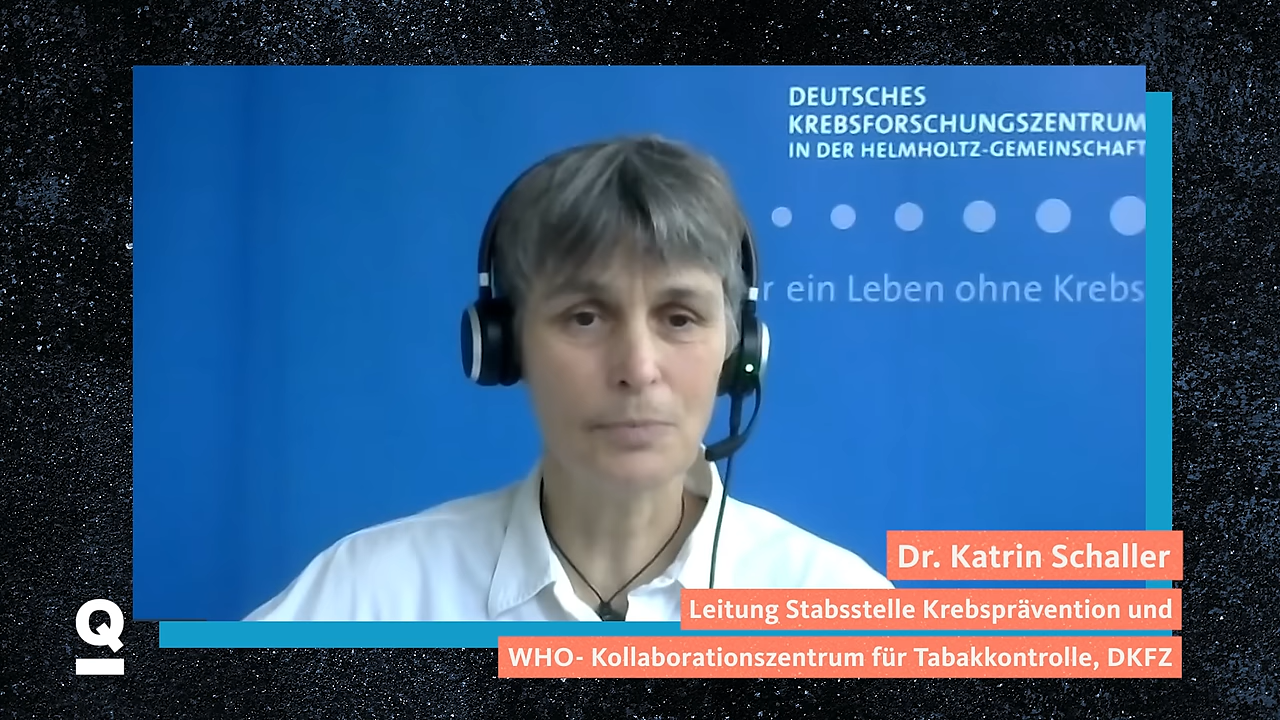 DEUTSCHES
KREBSFORSCHUNGSZENTRUM
IN DER HELMHOLTZ-GEMEINSCHAFT
r ein Leben ohne Krebs
Dr. Katrin Schaller
Leitung Stabsstelle Krebsprävention und
WHO- Kollaborationszentrum für Tabakkontrolle, DKFZ
Q